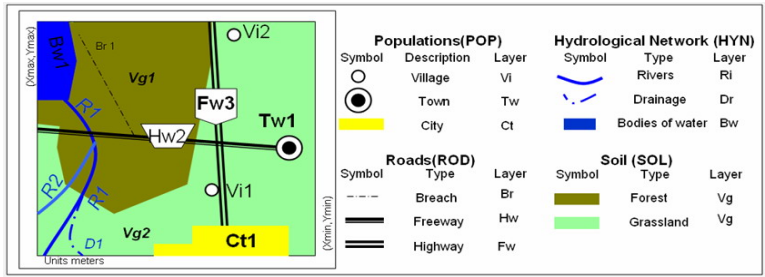 (Xmax,Ymax)
Bw1
Br 1
Vg1
Vi2
Fw3
R1
Hw2
Tw1
R2
R1
Vi1
D1
Vg2
Ct1
(Xmin,Ymin)
Units meters
Populations(POP)
Symbol Description Layer
Village Vi
Town Tw
City Ct
Roads(ROD)
Symbol Type Layer
Breach Br
Freeway Hw
Highway Fw
Hydrological Network (HYN)
Symbol Type Layer
Rivers Ri
Drainage Dr
Bodies of water Bw
Soil (SOL)
Symbol Type Layer
Forest Vg
Grassland Vg